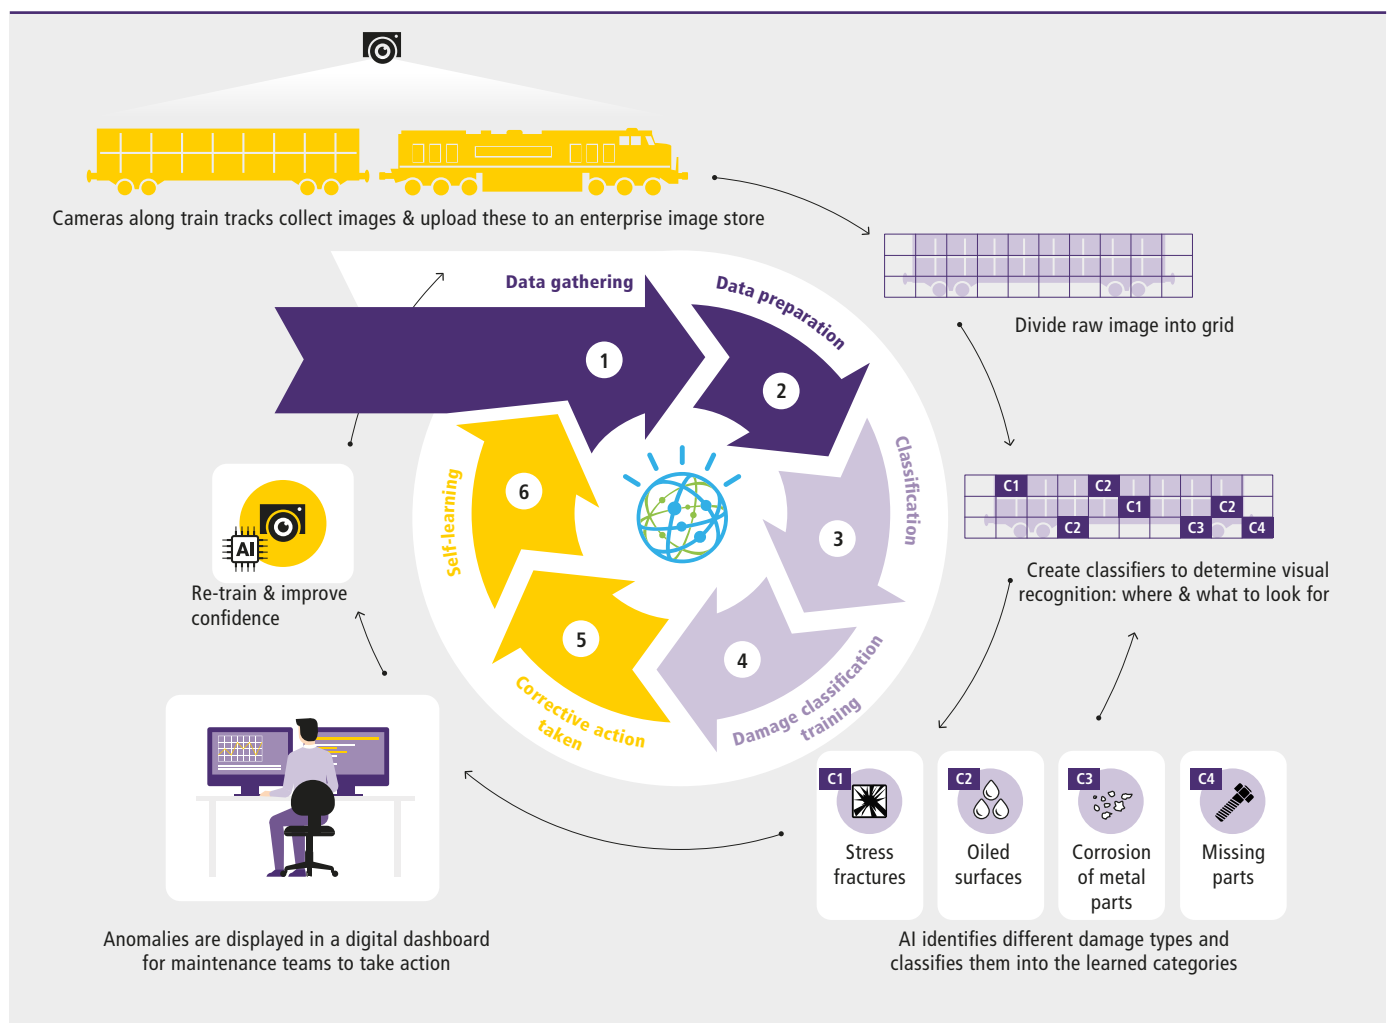 Cameras along train tracks collect images & upload these to an enterprise image store
Data gathering
1
Data preparation
2
Divide raw image into grid
Classification
3
C1
C2
C1
C2
C2
C3
C4
Create classifiers to determine visual
recognition: where & what to look for
Damage classification
training
4
C1
Stress
fractures
C2
Oiled
surfaces
C3
Corrosion
of metal
parts
C4
Missing
parts
AI identifies different damage types and
classifies them into the learned categories
Corrective action
taken
5
Anomalies are displayed in a digital dashboard
for maintenance teams to take action
Self-learning
6
AI
Re-train & improve
confidence